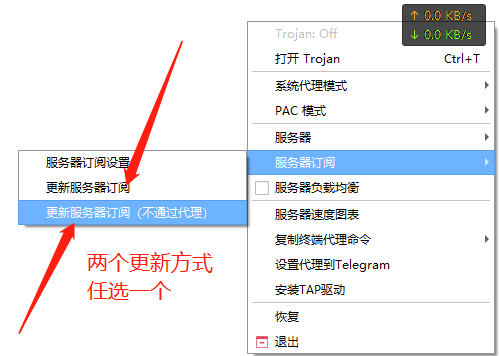 ↑ 0.0 KB/s
↓ 0.0 KB/s
Trojan: Off
打开 Trojan Ctrl+T
系统代理模式
PAC 模式
服务器
服务器订阅
服务器负载均衡
服务器速度图表
复制终端代理命令
设置代理到Telegram
安装TAP驱动
恢复
退出
服务器订阅设置
更新服务器订阅
更新服务器订阅（不通过代理）
两个更新方式
任选一个